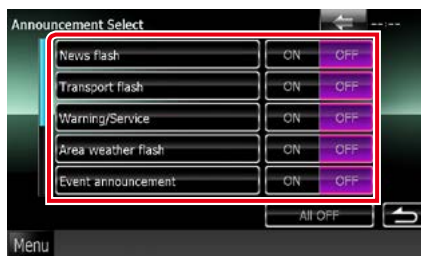 Announcement Select --:--
News flash ON OFF
Transport flash ON OFF
Warning/Service ON OFF
Area weather flash ON OFF
Event announcement ON OFF
All OFF
Menu